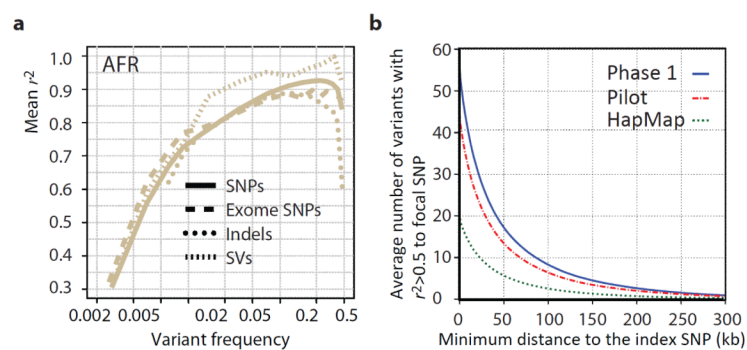 a
AFR
Mean r²
1.0
0.9
0.8
0.7
0.6
0.5
0.4
0.3
SNPs
Exome SNPs
Indels
SVs
0.002 0.005 0.02 0.05 0.2 0.5
Variant frequency
b
Average number of variants with
r²>0.5 to focal SNP
60
50
40
30
20
10
0
Phase 1
Pilot
HapMap
0 50 100 150 200 250 300
Minimum distance to the index SNP (kb)